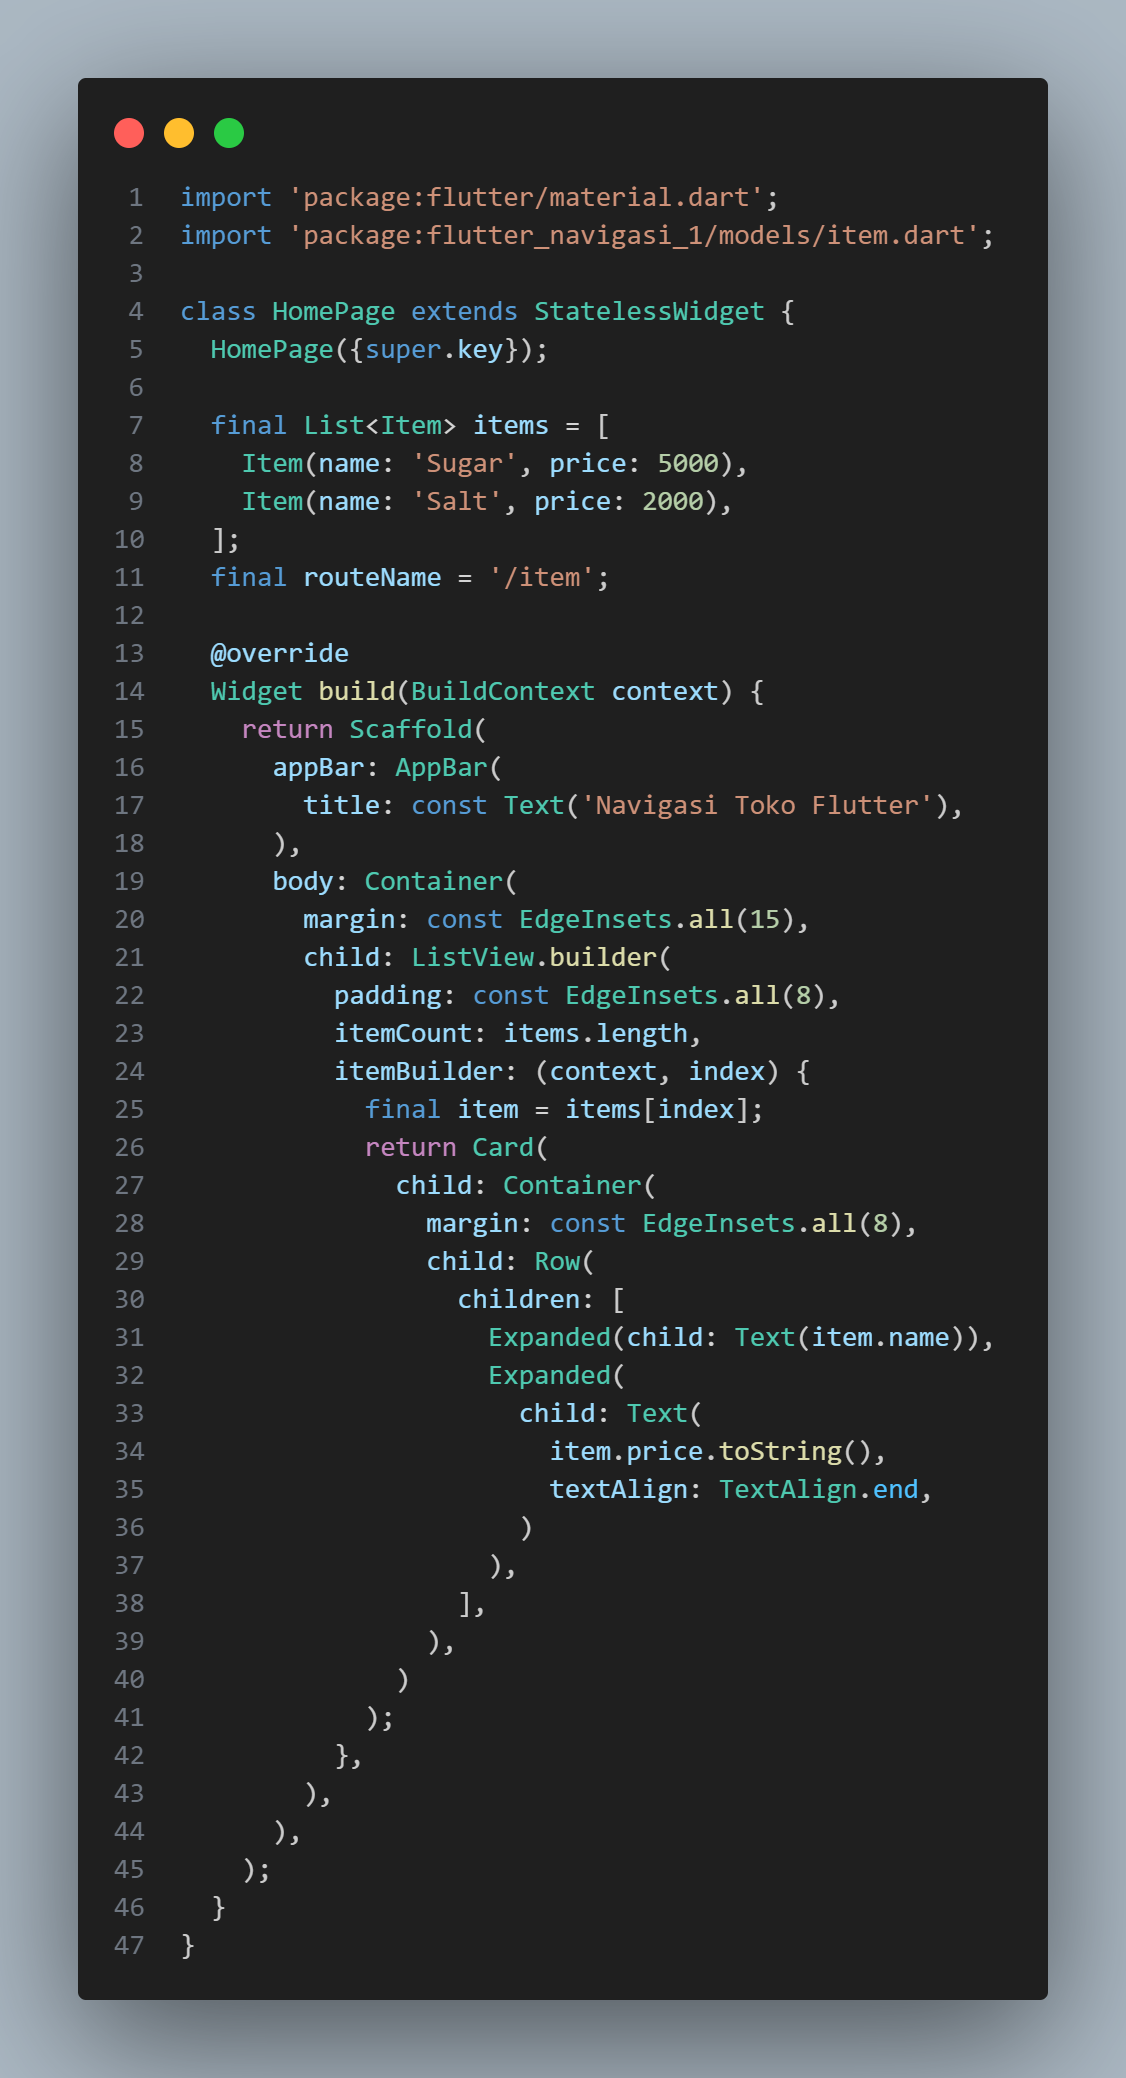 1 import 'package:flutter/material.dart';
2 import 'package:flutter_navigasi_1/models/item.dart';
3
4 class HomePage extends StatelessWidget {
5   HomePage({super.key});
6
7   final List<Item> items = [
8     Item(name: 'Sugar', price: 5000),
9     Item(name: 'Salt', price: 2000),
10   ];
11   final routeName = '/item';
12
13   @override
14   Widget build(BuildContext context) {
15     return Scaffold(
16       appBar: AppBar(
17         title: const Text('Navigasi Toko Flutter'),
18       ),
19       body: Container(
20         margin: const EdgeInsets.all(15),
21         child: ListView.builder(
22           padding: const EdgeInsets.all(8),
23           itemCount: items.length,
24           itemBuilder: (context, index) {
25             final item = items[index];
26             return Card(
27               child: Container(
28                 margin: const EdgeInsets.all(8),
29                 child: Row(
30                   children: [
31                     Expanded(child: Text(item.name)),
32                     Expanded(
33                       child: Text(
34                         item.price.toString(),
35                         textAlign: TextAlign.end,
36                       )
37                     ),
38                   ],
39                 ),
40               )
41             );
42           },
43         ),
44       ),
45     );
46   }
47 }